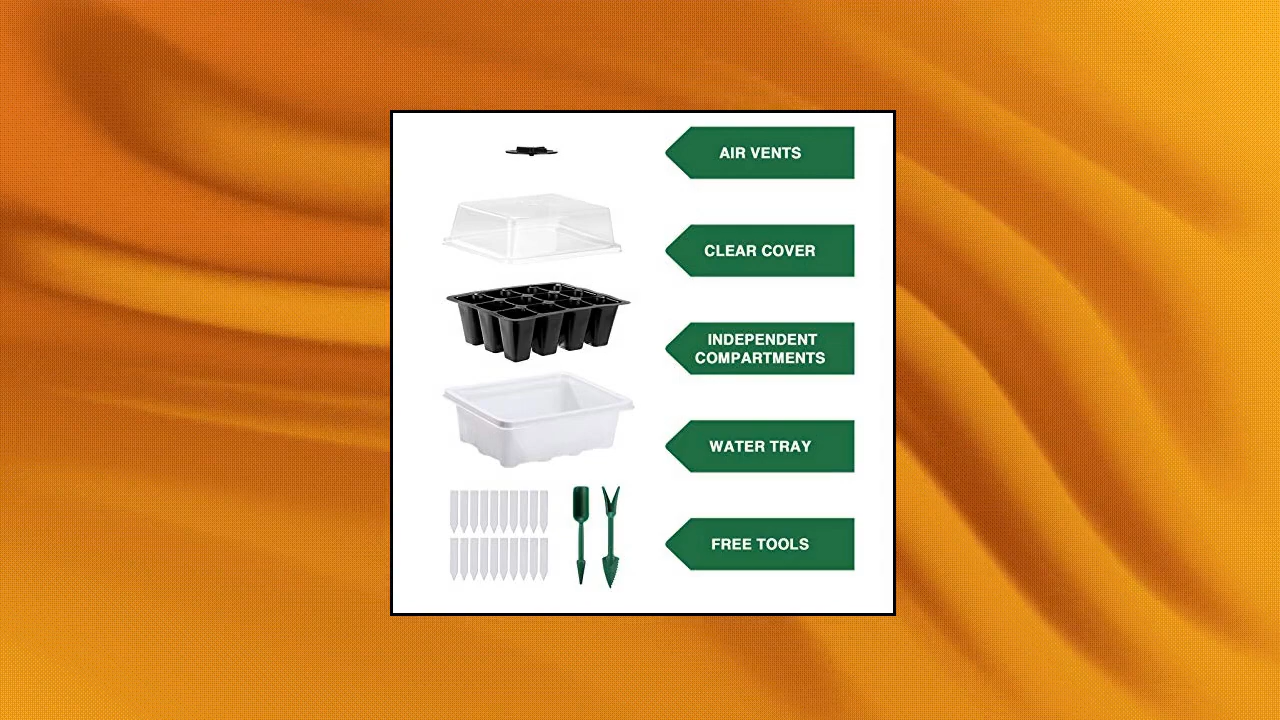 AIR VENTS
CLEAR COVER
INDEPENDENT
COMPARTMENTS
WATER TRAY
FREE TOOLS